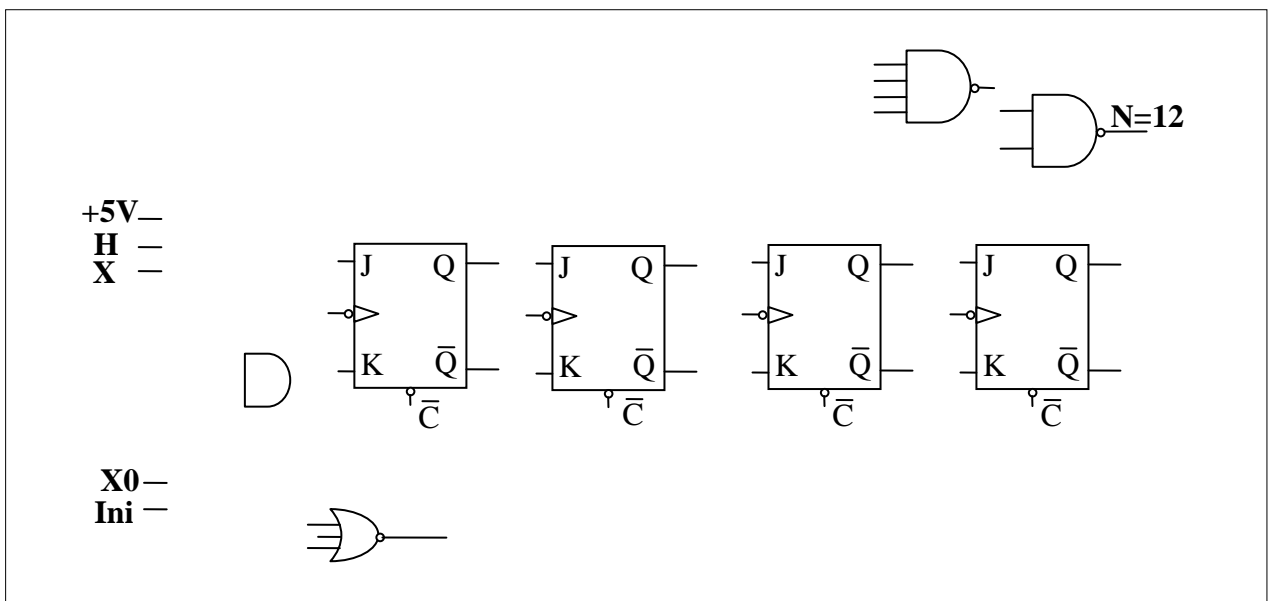 N=12
+5V
H
X
J Q J Q J Q J Q
K Q̅ K Q̅ K Q̅ K Q̅
C̅ C̅ C̅ C̅
X0
Ini